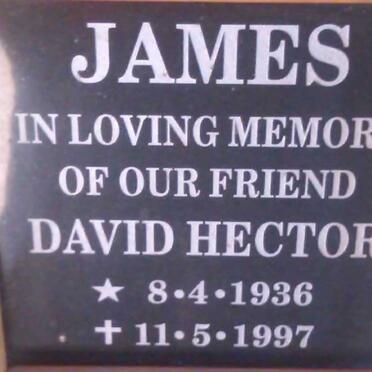 JAMES
IN LOVING MEMOR
OF OUR FRIEND
DAVID HECTOR
★ 8•4•1936
✝ 11•5•1997